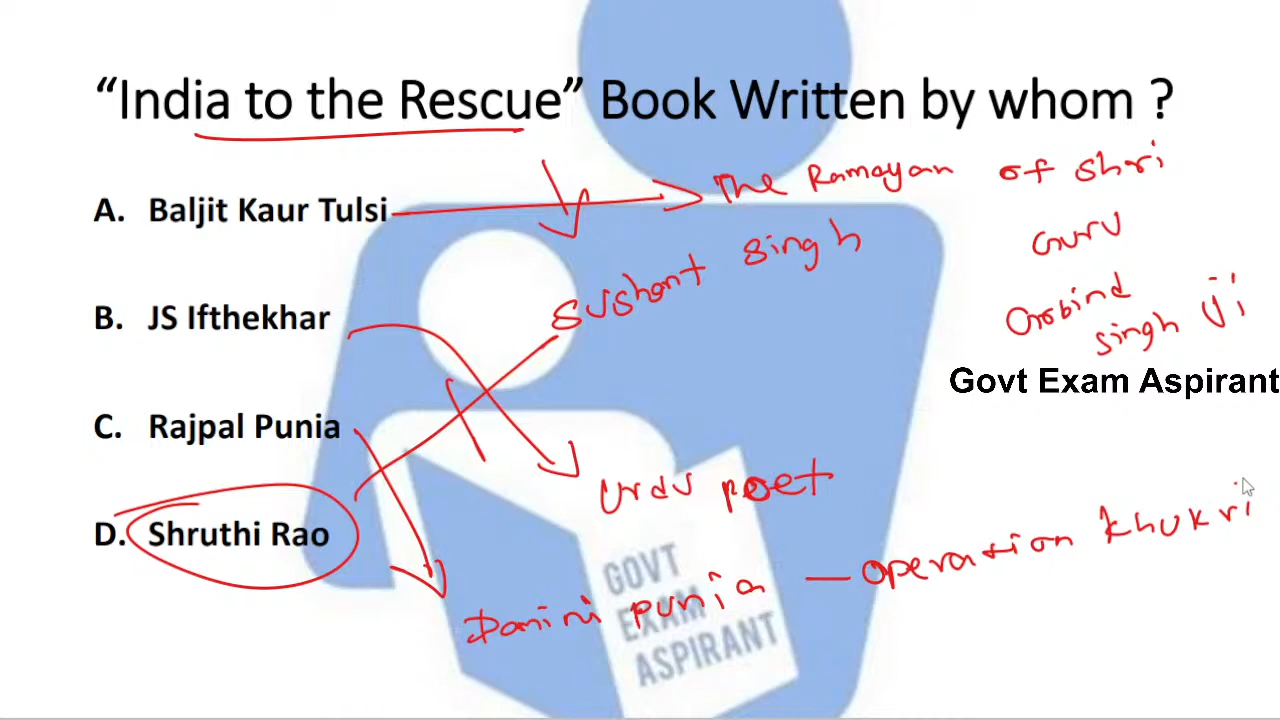 “India to the Rescue” Book Written by whom ?
A. Baljit Kaur Tulsi
The Ramayan of Shri
Guru
Gobind
Singh Ji
Sushant Singh
B. JS Ifthekhar
Govt Exam Aspirant
C. Rajpal Punia
Urdu poet
D. Shruthi Rao
Damini punia — operation khukri
GOVT
EXAM
ASPIRANT